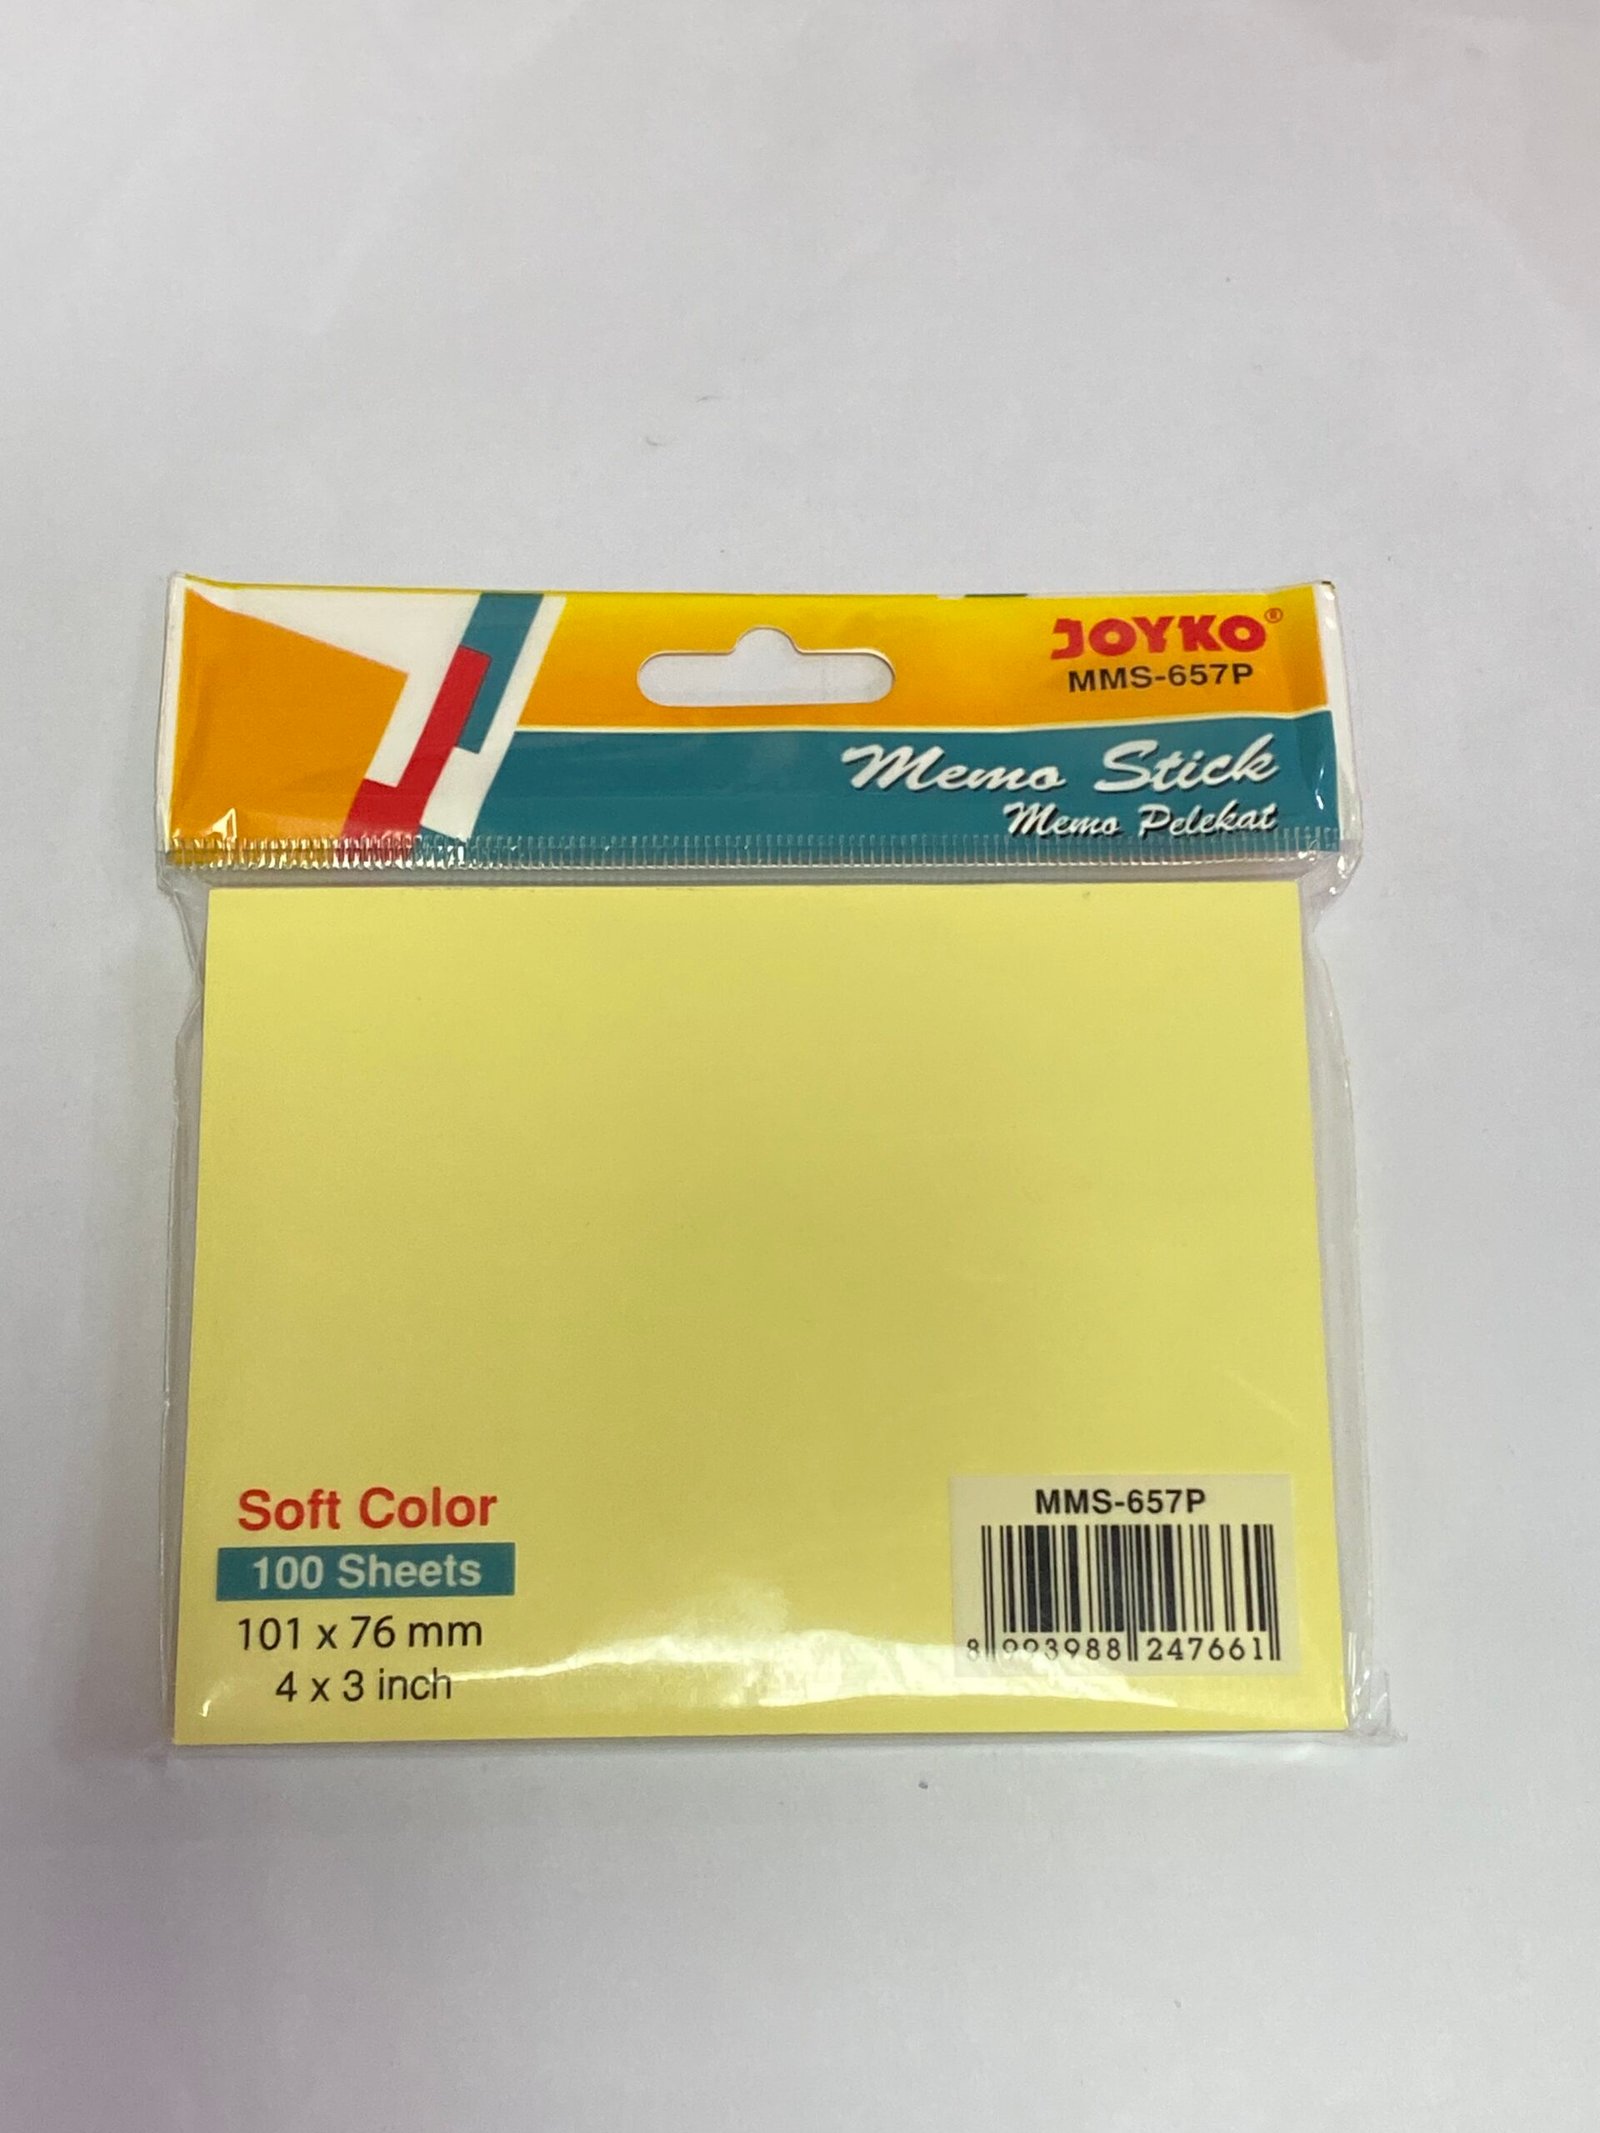 JOYKO®
MMS-657P
Memo Stick
Memo Pelekat
Soft Color
100 Sheets
101 x 76 mm
4 x 3 inch
MMS-657P
8 993988 247661